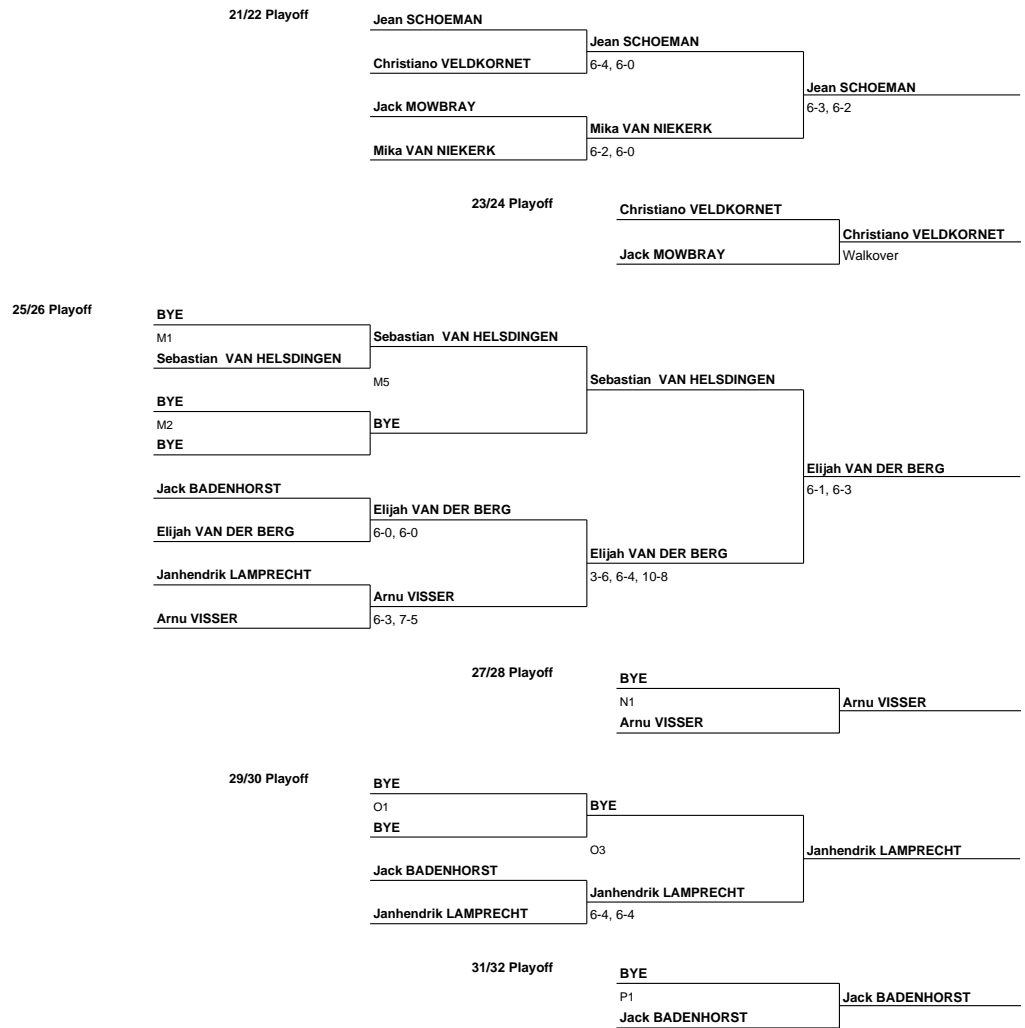 21/22 Playoff
Jean SCHOEMAN
Jean SCHOEMAN
Christiano VELDKORNET
6-4, 6-0
Jean SCHOEMAN
Jack MOWBRAY
6-3, 6-2
Mika VAN NIEKERK
Mika VAN NIEKERK
6-2, 6-0
23/24 Playoff
Christiano VELDKORNET
Christiano VELDKORNET
Jack MOWBRAY
Walkover
25/26 Playoff
BYE
M1
Sebastian  VAN HELSDINGEN
Sebastian  VAN HELSDINGEN
M5
Sebastian  VAN HELSDINGEN
BYE
M2
BYE
BYE
Elijah VAN DER BERG
Jack BADENHORST
6-1, 6-3
Elijah VAN DER BERG
Elijah VAN DER BERG
6-0, 6-0
Elijah VAN DER BERG
Janhendrik LAMPRECHT
3-6, 6-4, 10-8
Arnu VISSER
Arnu VISSER
6-3, 7-5
27/28 Playoff
BYE
N1
Arnu VISSER
Arnu VISSER
29/30 Playoff
BYE
O1
BYE
BYE
O3
Janhendrik LAMPRECHT
Jack BADENHORST
Janhendrik LAMPRECHT
Janhendrik LAMPRECHT
6-4, 6-4
31/32 Playoff
BYE
P1
Jack BADENHORST
Jack BADENHORST